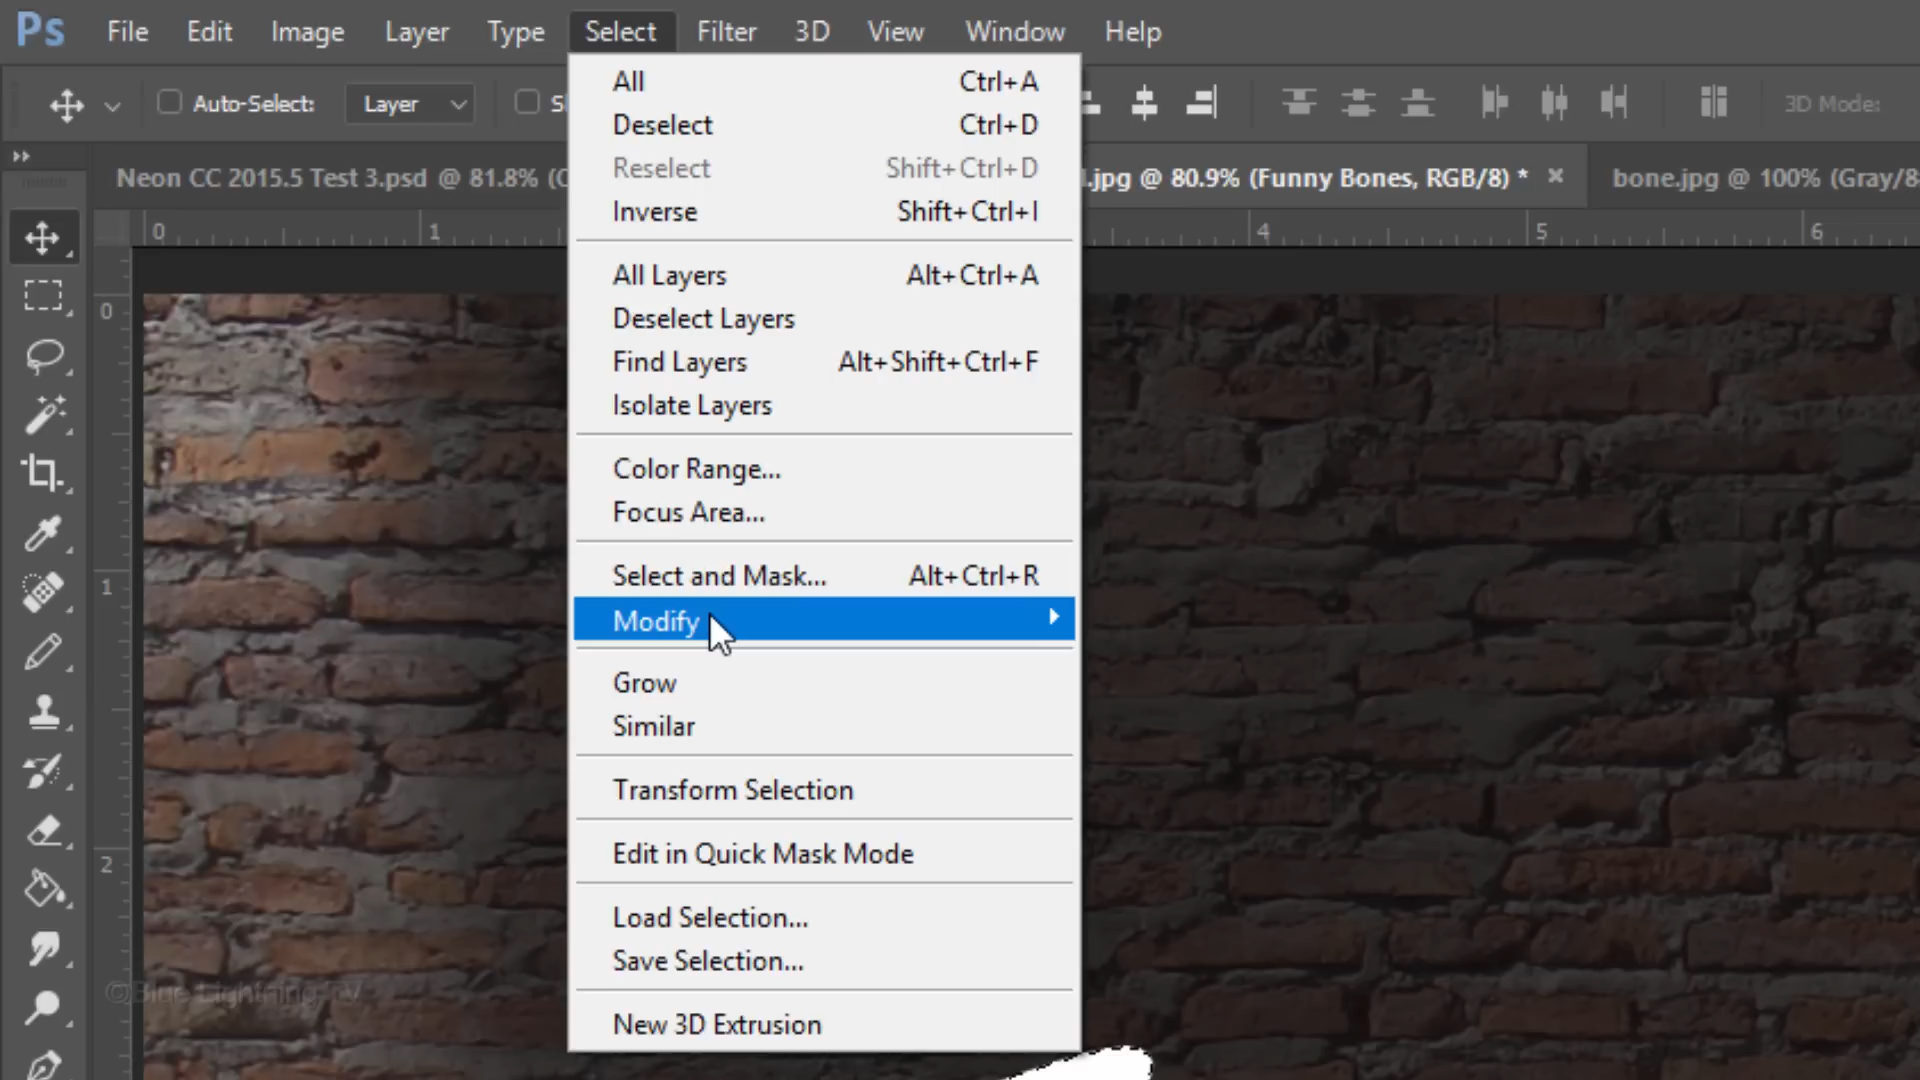 Ps File Edit Image Layer Type Select Filter 3D View Window Help
Auto-Select: Layer 3D Mode:
Neon CC 2015.5 Test 3.psd @ 81.8% .jpg @ 80.9% (Funny Bones, RGB/8) * bone.jpg @ 100% (Gray/8
0 1 4 5 6
0
1
2
All Ctrl+A
Deselect Ctrl+D
Reselect Shift+Ctrl+D
Inverse Shift+Ctrl+I
All Layers Alt+Ctrl+A
Deselect Layers
Find Layers Alt+Shift+Ctrl+F
Isolate Layers
Color Range...
Focus Area...
Select and Mask... Alt+Ctrl+R
Modify
Grow
Similar
Transform Selection
Edit in Quick Mask Mode
Load Selection...
Save Selection...
New 3D Extrusion
©Blue Lightning TV